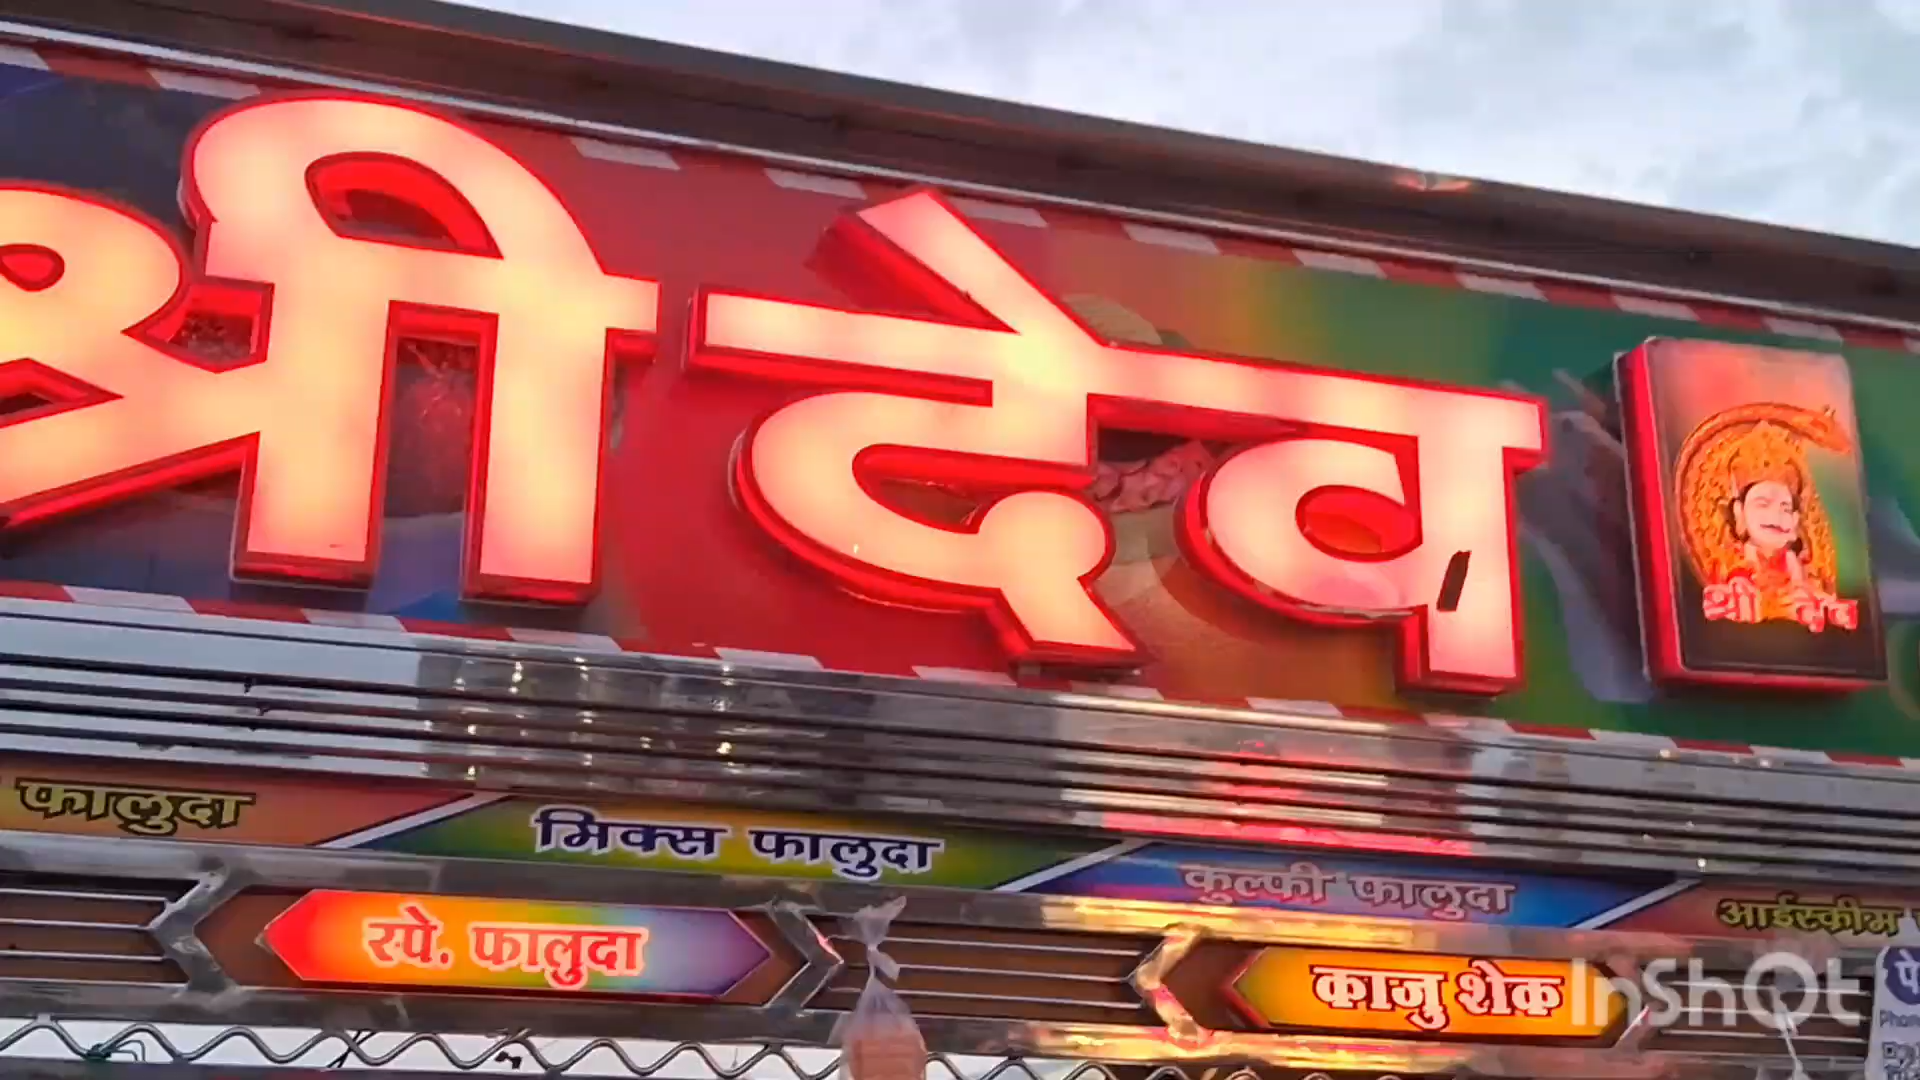 श्री देव
श्री देव
फालुदा
मिक्स फालुदा
कुल्फी फालुदा
आईस्क्रीम
स्पे. फालुदा
काजु शेक
InShOt